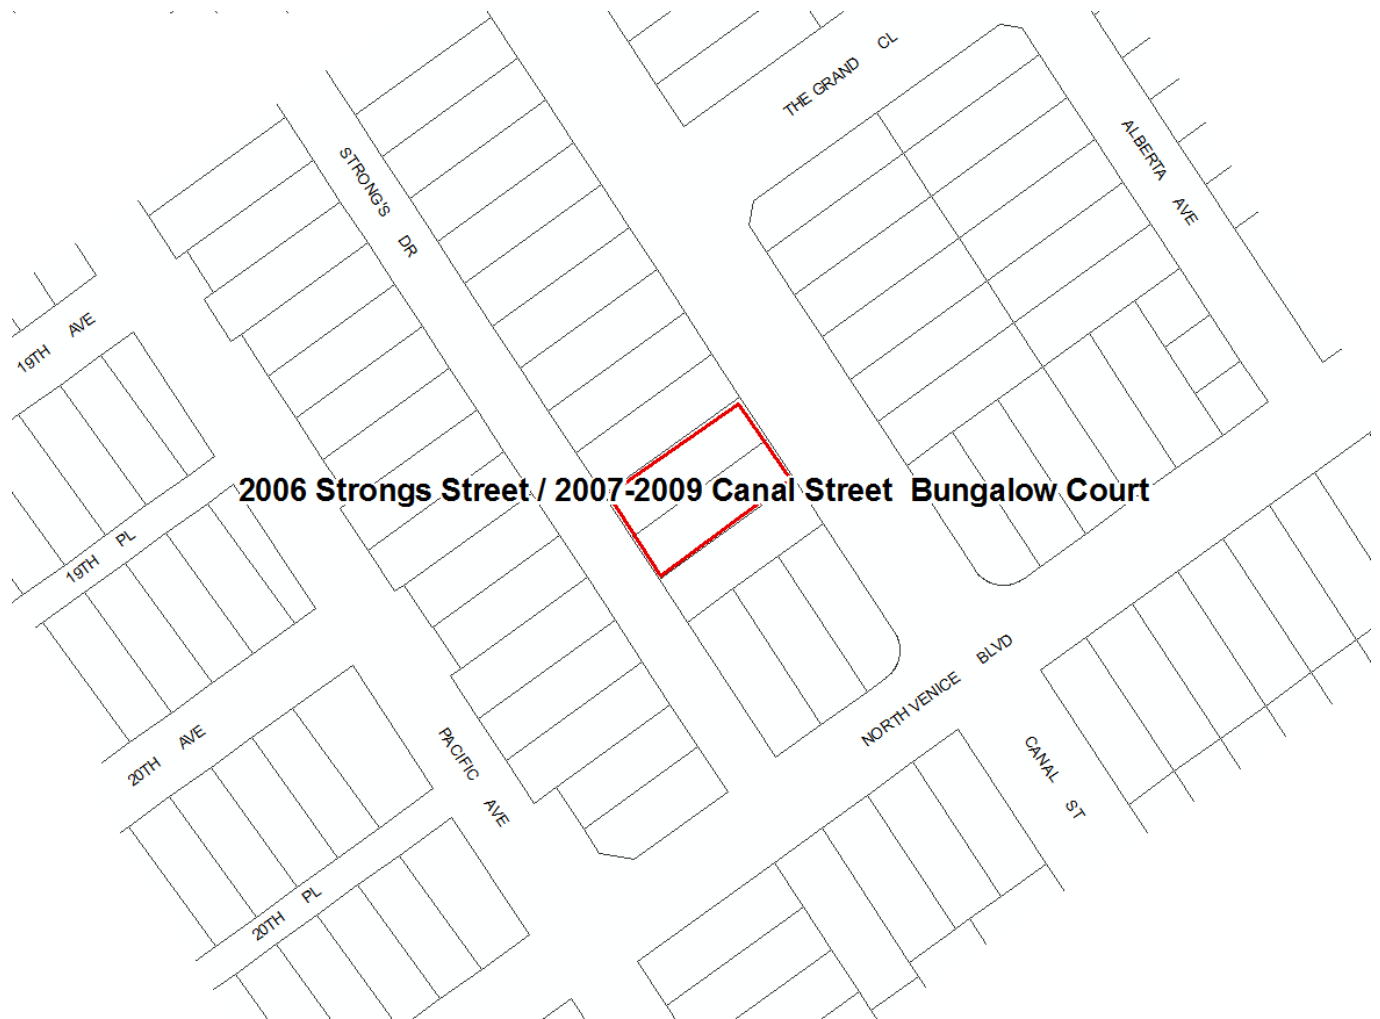 THE GRAND CL
STRONG'S DR
ALBERTA AVE
19TH AVE
2006 Strongs Street / 2007-2009 Canal Street Bungalow Court
19TH PL
20TH AVE
PACIFIC AVE
NORTH VENICE BLVD
CANAL ST
20TH PL